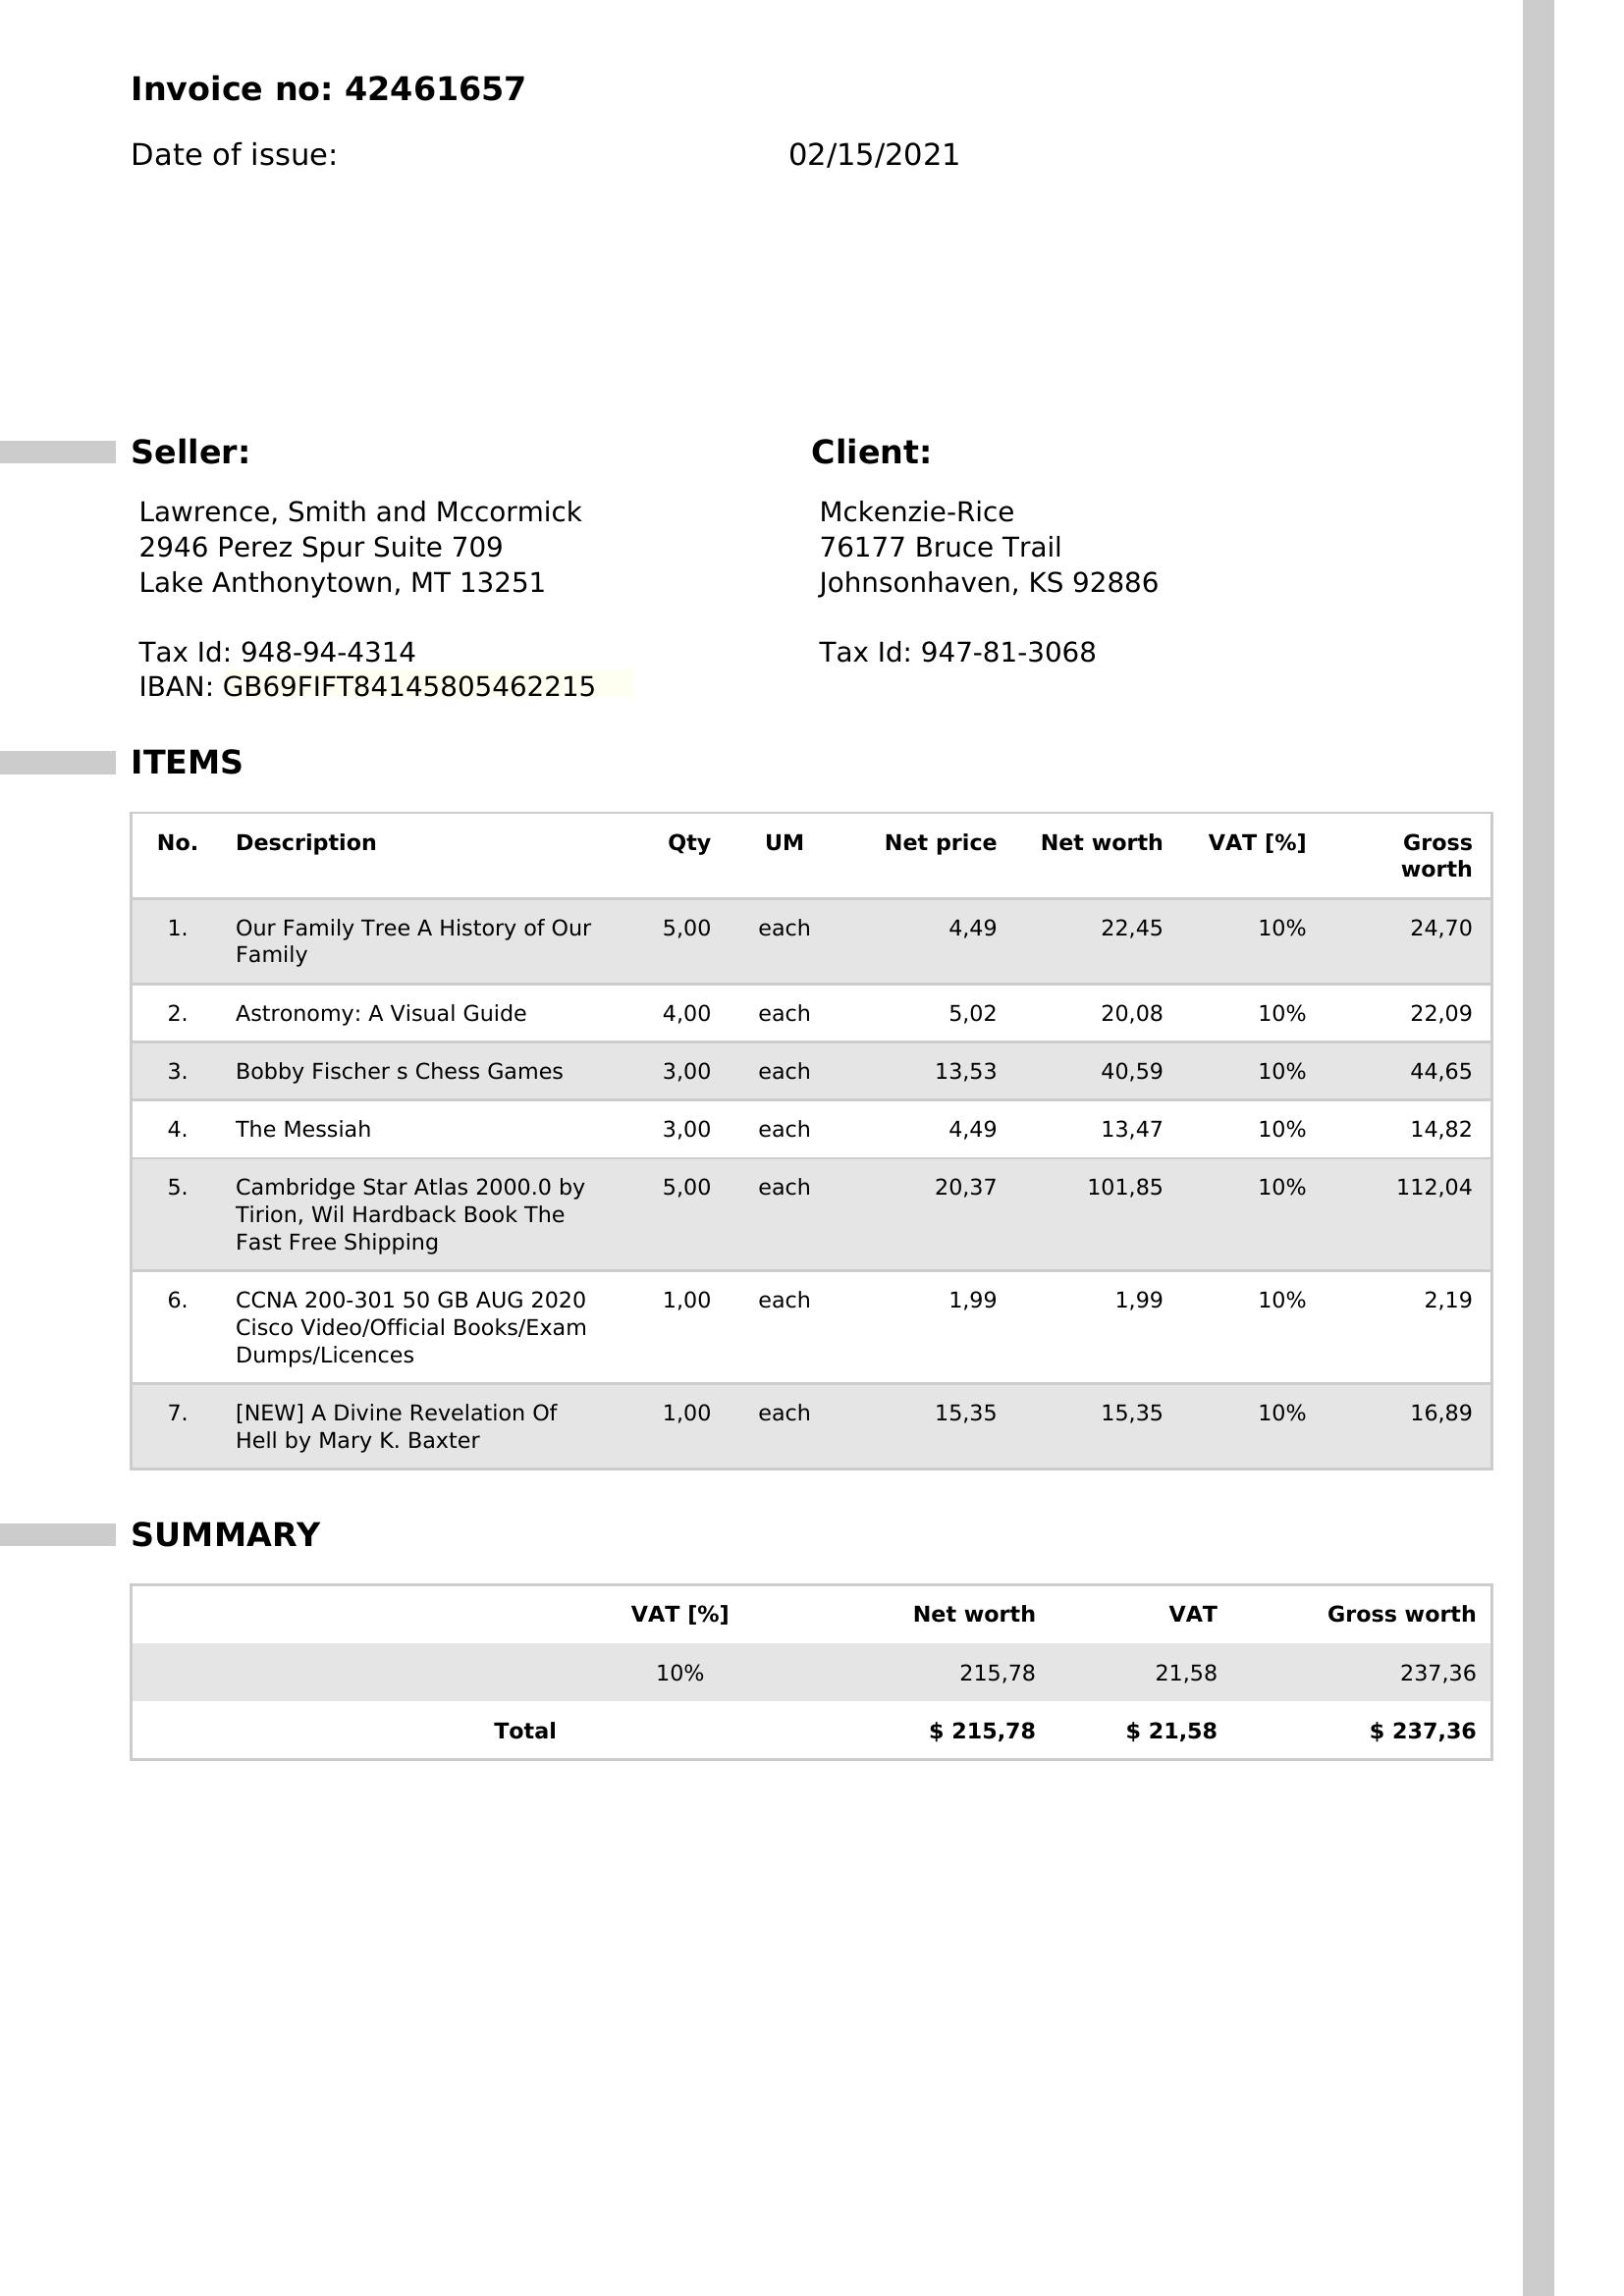 Invoice no: 42461657
Date of issue: 02/15/2021
Seller: Client:
Lawrence, Smith and Mccormick
2946 Perez Spur Suite 709
Lake Anthonytown, MT 13251
Tax Id: 948-94-4314
IBAN: GB69FIFT84145805462215
Mckenzie-Rice
76177 Bruce Trail
Johnsonhaven, KS 92886
Tax Id: 947-81-3068
ITEMS
No. Description Qty UM Net price Net worth VAT [%] Gross
worth
1. Our Family Tree A History of Our 5,00 each 4,49 22,45 10% 24,70
Family
2. Astronomy: A Visual Guide 4,00 each 5,02 20,08 10% 22,09
3. Bobby Fischer s Chess Games 3,00 each 13,53 40,59 10% 44,65
4. The Messiah 3,00 each 4,49 13,47 10% 14,82
5. Cambridge Star Atlas 2000.0 by 5,00 each 20,37 101,85 10% 112,04
Tirion, Wil Hardback Book The
Fast Free Shipping
6. CCNA 200-301 50 GB AUG 2020 1,00 each 1,99 1,99 10% 2,19
Cisco Video/Official Books/Exam
Dumps/Licences
7. [NEW] A Divine Revelation Of 1,00 each 15,35 15,35 10% 16,89
Hell by Mary K. Baxter
SUMMARY
VAT [%] Net worth VAT Gross worth
10% 215,78 21,58 237,36
Total $ 215,78 $ 21,58 $ 237,36